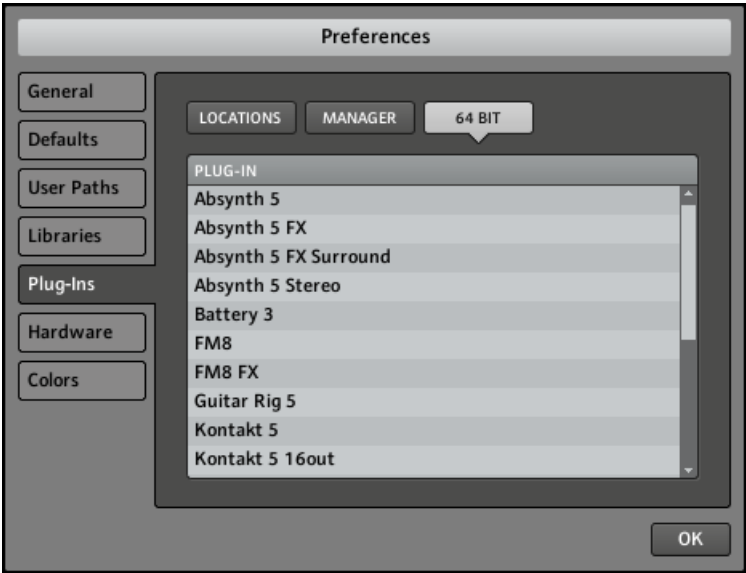 Preferences
General
Defaults
User Paths
Libraries
Plug-Ins
Hardware
Colors
LOCATIONS MANAGER 64 BIT
PLUG-IN
Absynth 5
Absynth 5 FX
Absynth 5 FX Surround
Absynth 5 Stereo
Battery 3
FM8
FM8 FX
Guitar Rig 5
Kontakt 5
Kontakt 5 16out
OK